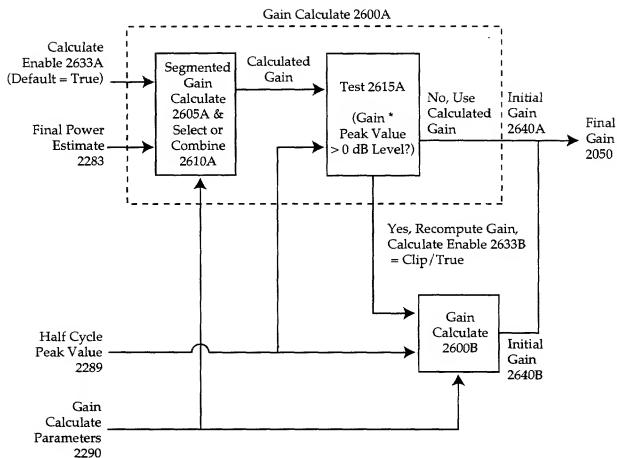 Gain Calculate 2600A
Calculate
Enable 2633A
(Default = True)
Final Power
Estimate
2283
Segmented
Gain
Calculate
2605A &
Select or
Combine
2610A
Calculated
Gain
Test 2615A
(Gain *
Peak Value
> 0 dB Level?)
No, Use
Calculated
Gain
Initial
Gain
2640A
Final
Gain
2050
Yes, Recompute Gain,
Calculate Enable 2633B
= Clip/True
Half Cycle
Peak Value
2289
Gain
Calculate
2600B
Initial
Gain
2640B
Gain
Calculate
Parameters
2290